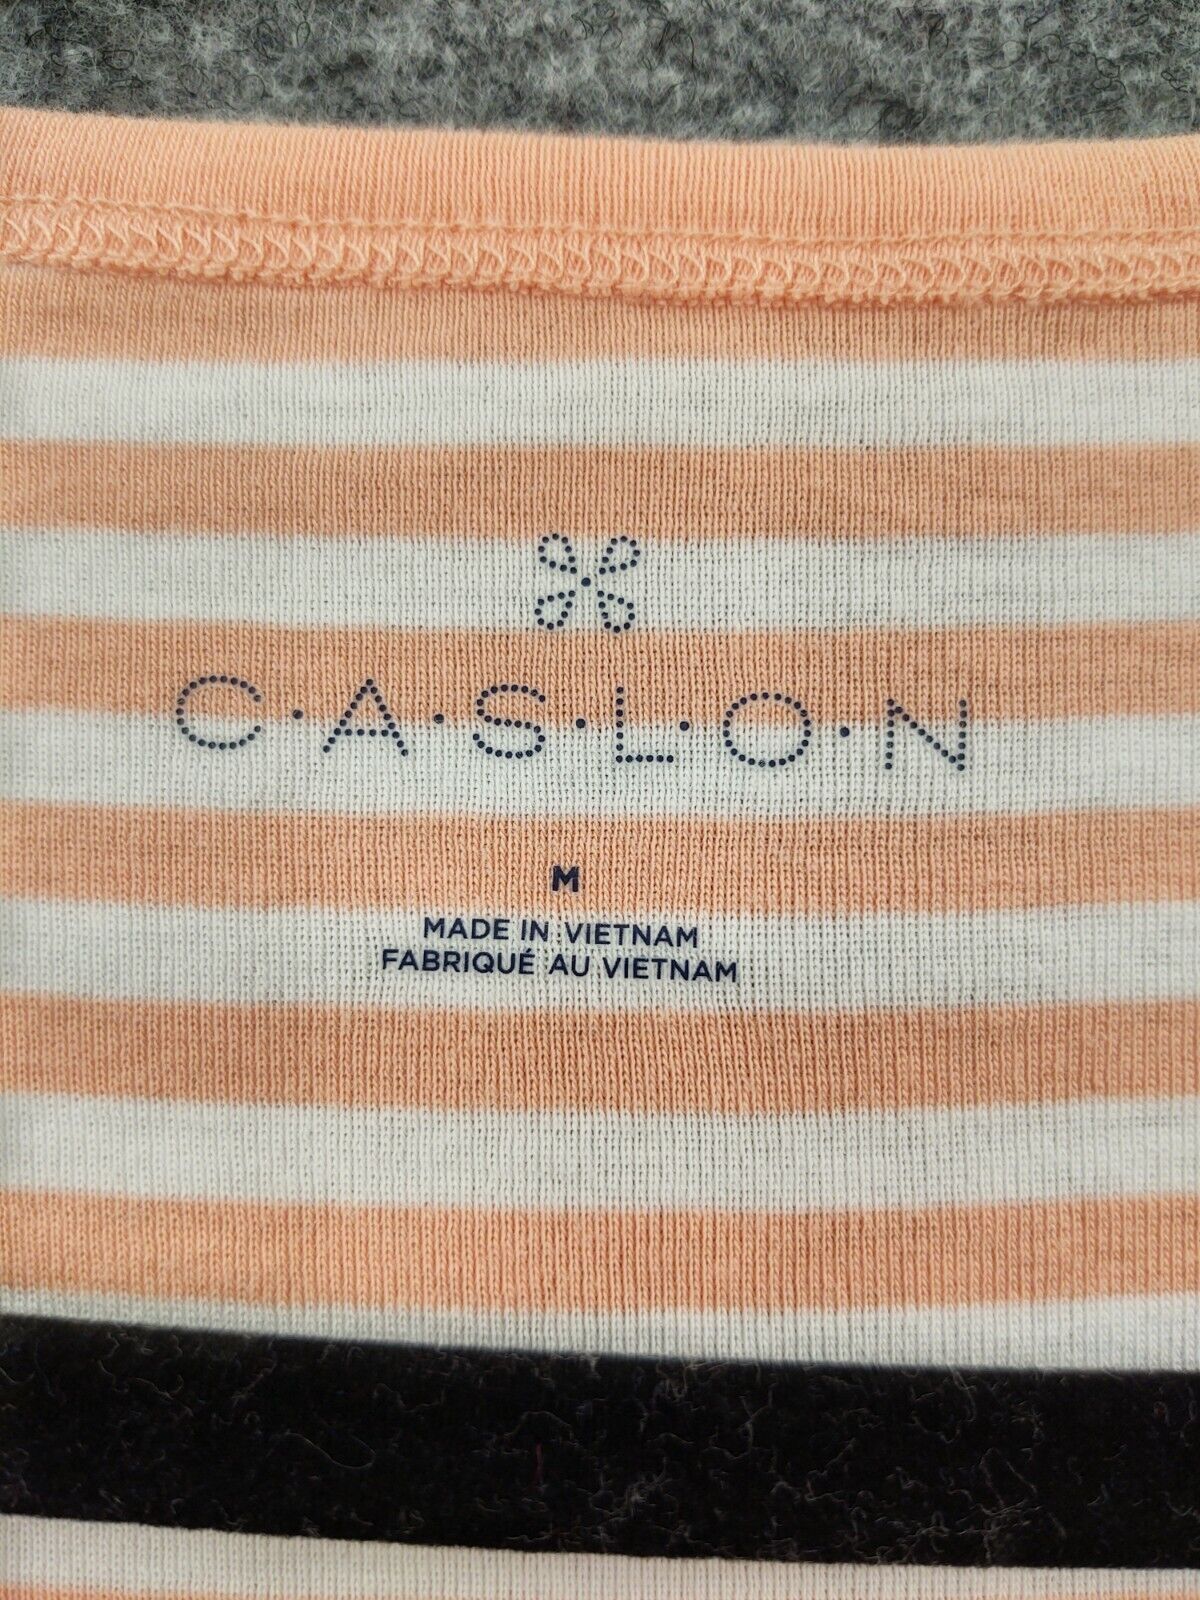 C·A·S·L·O·N
M
MADE IN VIETNAM
FABRIQUÉ AU VIETNAM